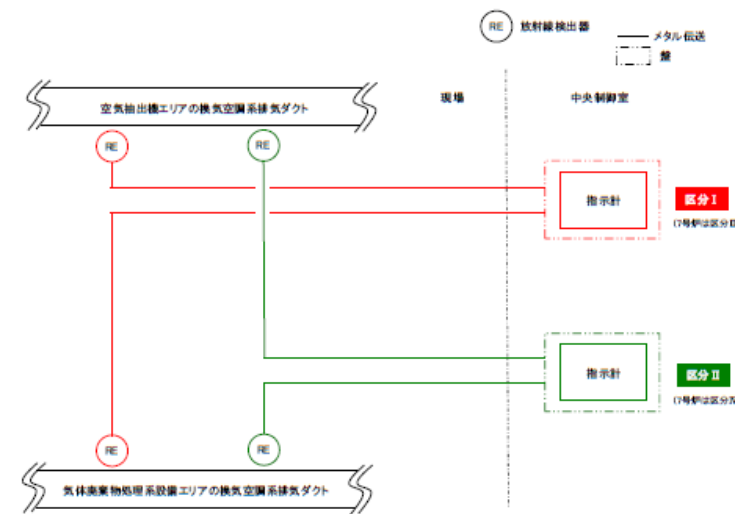 RE 放射線検出器
メタル伝送
盤
空気抽出機エリアの換気空調系排気ダクト
現場
中央制御室
RE
RE
指示計
区分Ⅰ
指示計
区分Ⅱ
RE
RE
気体廃棄物処理系設備エリアの換気空調系排気ダクト